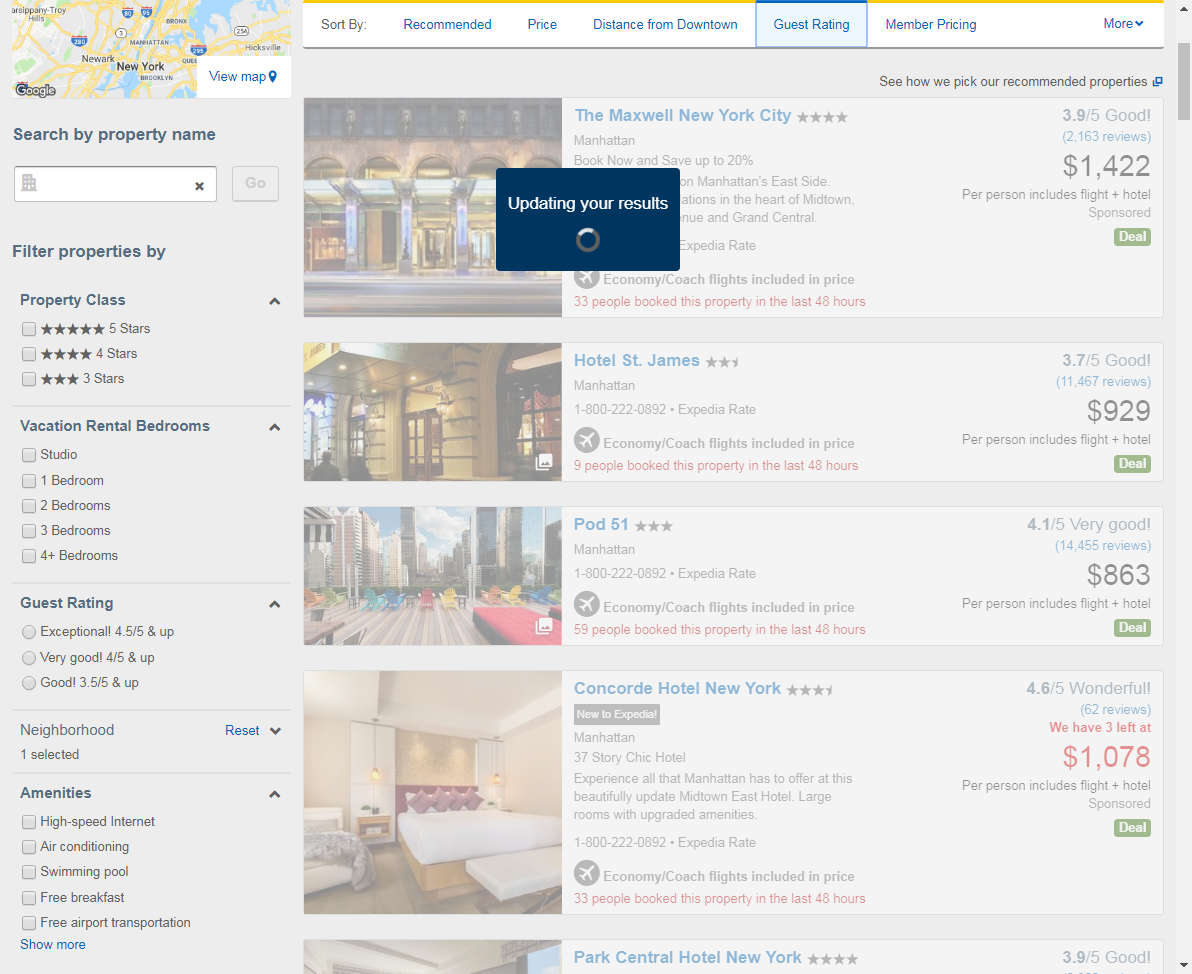 arsippany-Troy
Hills
BRONX
MANHATTAN
Hicksville
Newark
New York
BROOKLYN
View map
Google
Search by property name
Go
Filter properties by
Property Class
5 Stars
4 Stars
3 Stars
Vacation Rental Bedrooms
Studio
1 Bedroom
2 Bedrooms
3 Bedrooms
4+ Bedrooms
Guest Rating
Exceptional! 4.5/5 & up
Very good! 4/5 & up
Good! 3.5/5 & up
Neighborhood Reset
1 selected
Amenities
High-speed Internet
Air conditioning
Swimming pool
Free breakfast
Free airport transportation
Show more
Sort By: Recommended Price Distance from Downtown Guest Rating Member Pricing More
See how we pick our recommended properties
The Maxwell New York City
Manhattan
Book Now and Save up to 20%
on Manhattan's East Side.
ations in the heart of Midtown,
enue and Grand Central.
Expedia Rate
Economy/Coach flights included in price
33 people booked this property in the last 48 hours
3.9/5 Good!
(2,163 reviews)
$1,422
Per person includes flight + hotel
Sponsored
Deal
Updating your results
Hotel St. James
Manhattan
1-800-222-0892 • Expedia Rate
Economy/Coach flights included in price
9 people booked this property in the last 48 hours
3.7/5 Good!
(11,467 reviews)
$929
Per person includes flight + hotel
Deal
Pod 51
Manhattan
1-800-222-0892 • Expedia Rate
Economy/Coach flights included in price
59 people booked this property in the last 48 hours
4.1/5 Very good!
(14,455 reviews)
$863
Per person includes flight + hotel
Deal
Concorde Hotel New York
New to Expedia!
Manhattan
37 Story Chic Hotel
Experience all that Manhattan has to offer at this
beautifully update Midtown East Hotel. Large
rooms with upgraded amenities.
1-800-222-0892 • Expedia Rate
Economy/Coach flights included in price
33 people booked this property in the last 48 hours
4.6/5 Wonderful!
(62 reviews)
We have 3 left at
$1,078
Per person includes flight + hotel
Sponsored
Deal
Park Central Hotel New York
3.9/5 Good!